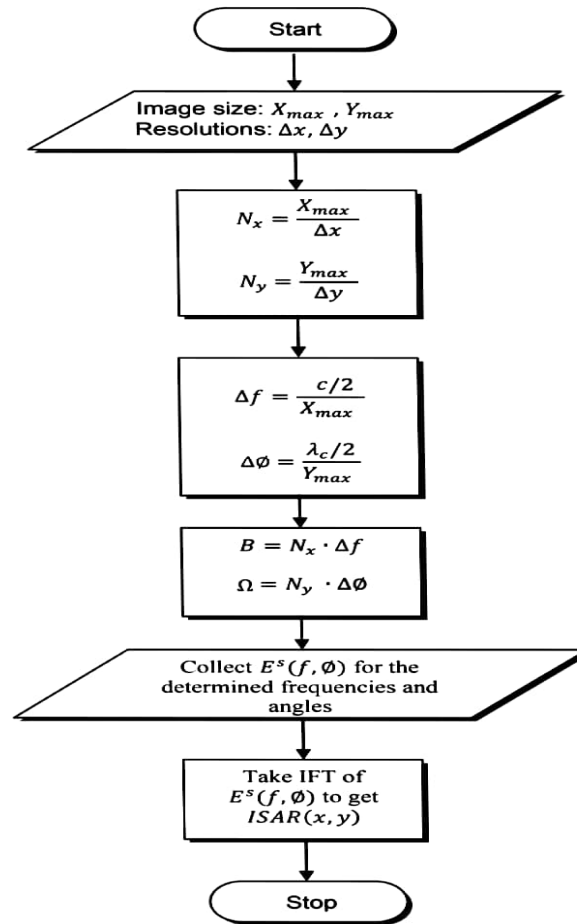 Start
Image size: X_max , Y_max
Resolutions: Δx, Δy
N_x = X_max / Δx
N_y = Y_max / Δy
Δf = c/2 / X_max
Δ∅ = λ_c/2 / Y_max
B = N_x · Δf
Ω = N_y · Δ∅
Collect E^s(f, ∅) for the
determined frequencies and
angles
Take IFT of
E^s(f, ∅) to get
ISAR(x, y)
Stop